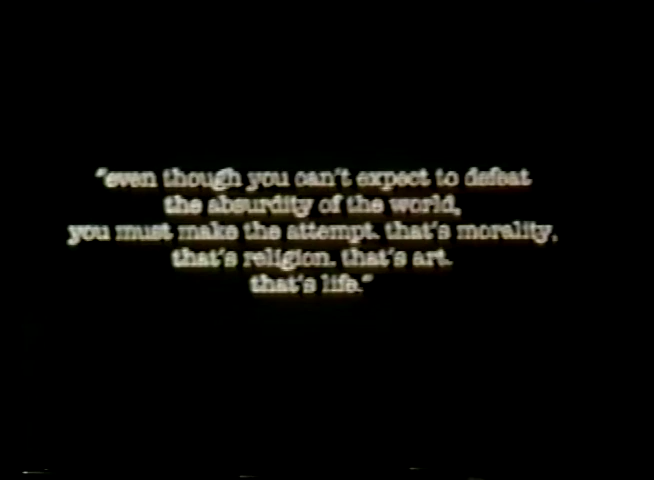 "even though you can't expect to defeat
the absurdity of the world,
you must make the attempt. that's morality,
that's religion. that's art.
that's life."